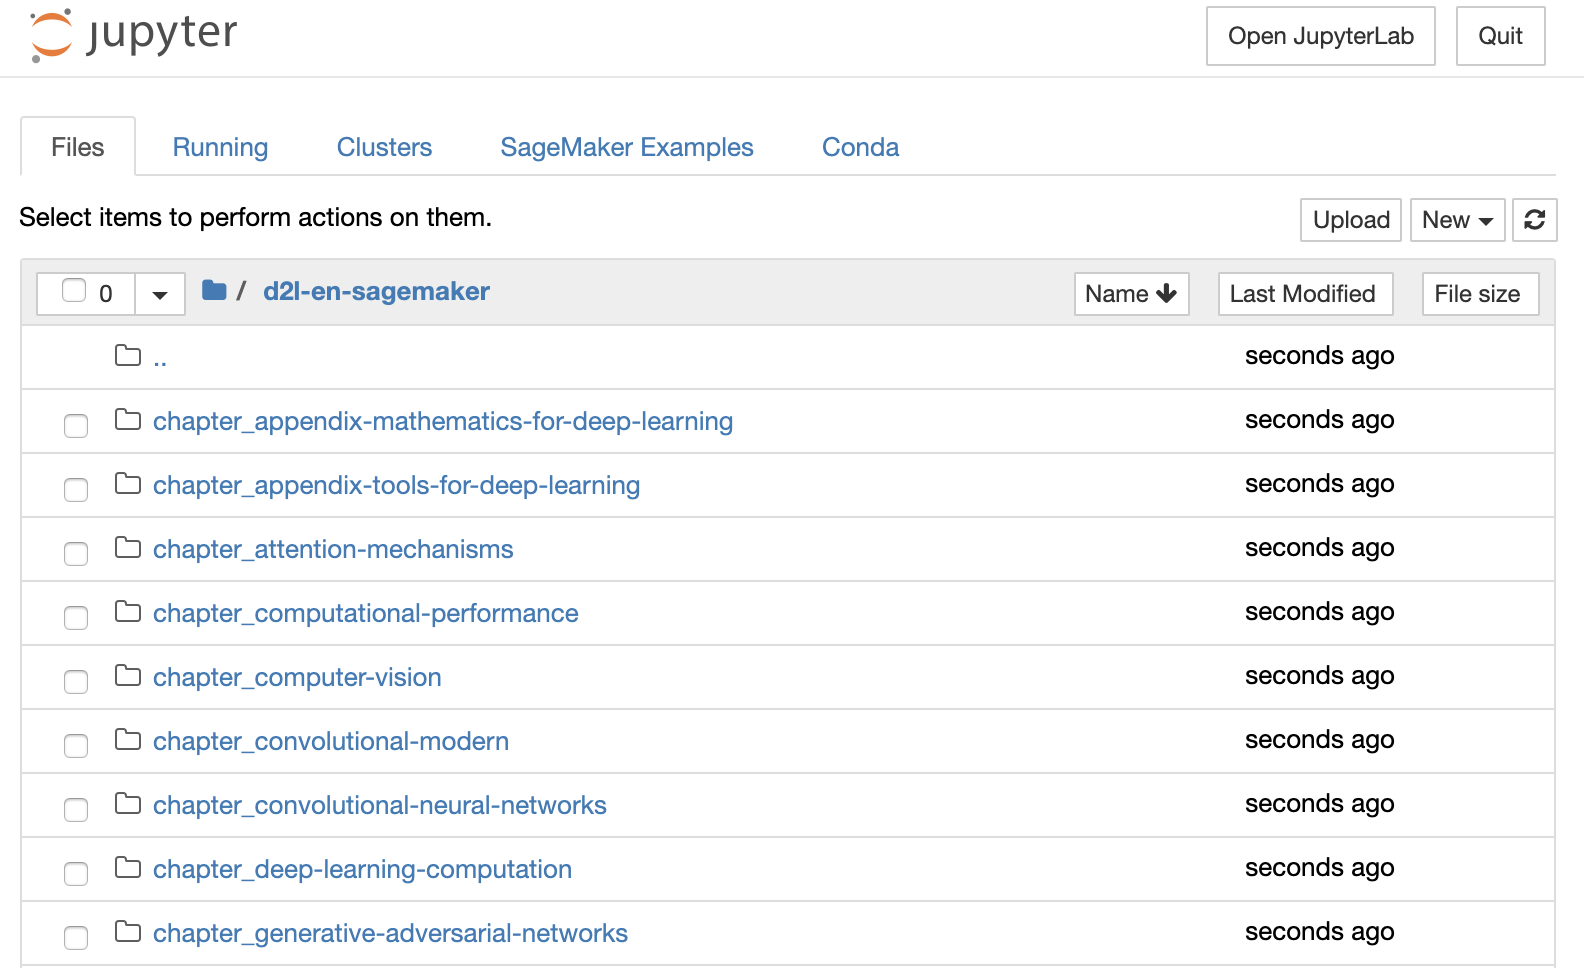 jupyter
Open JupyterLab Quit
Files Running Clusters SageMaker Examples Conda
Select items to perform actions on them.
Upload New
0 / d2l-en-sagemaker Name Last Modified File size
.. seconds ago
chapter_appendix-mathematics-for-deep-learning seconds ago
chapter_appendix-tools-for-deep-learning seconds ago
chapter_attention-mechanisms seconds ago
chapter_computational-performance seconds ago
chapter_computer-vision seconds ago
chapter_convolutional-modern seconds ago
chapter_convolutional-neural-networks seconds ago
chapter_deep-learning-computation seconds ago
chapter_generative-adversarial-networks seconds ago